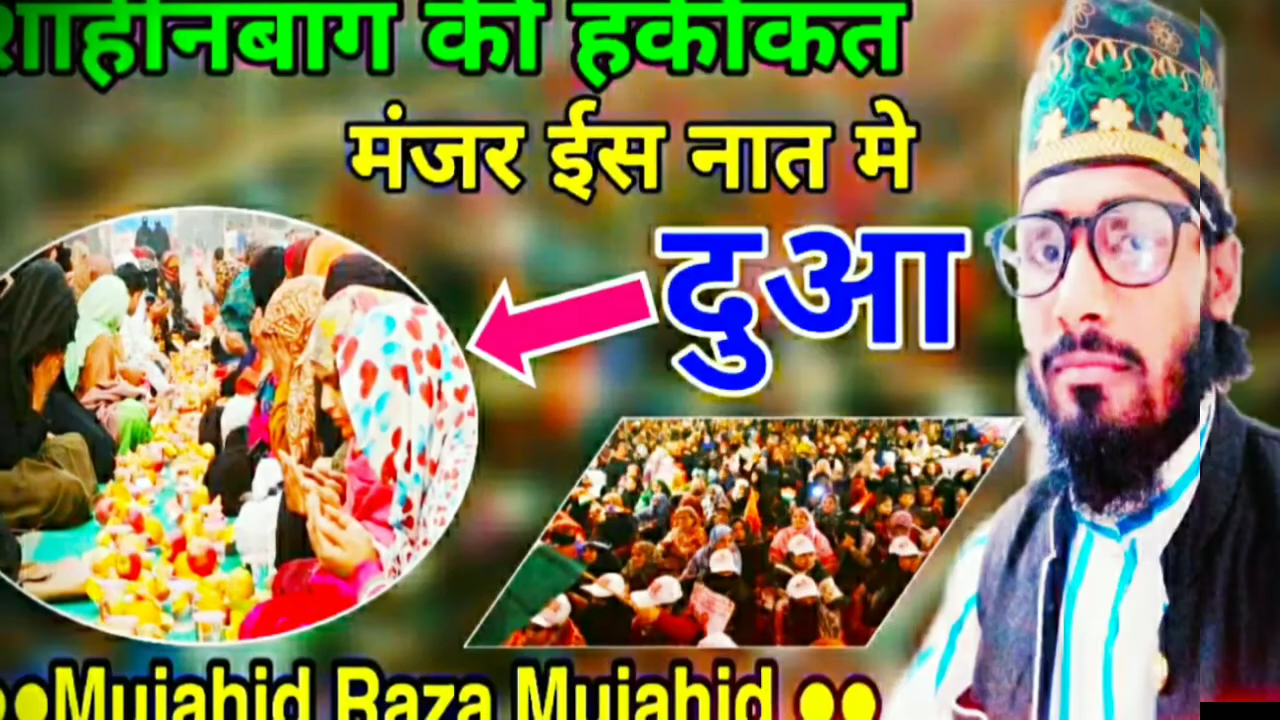 शाहीनबाग की हकीकत
मंजर ईस नात मे
दुआ
••Mujahid Raza Mujahid ••